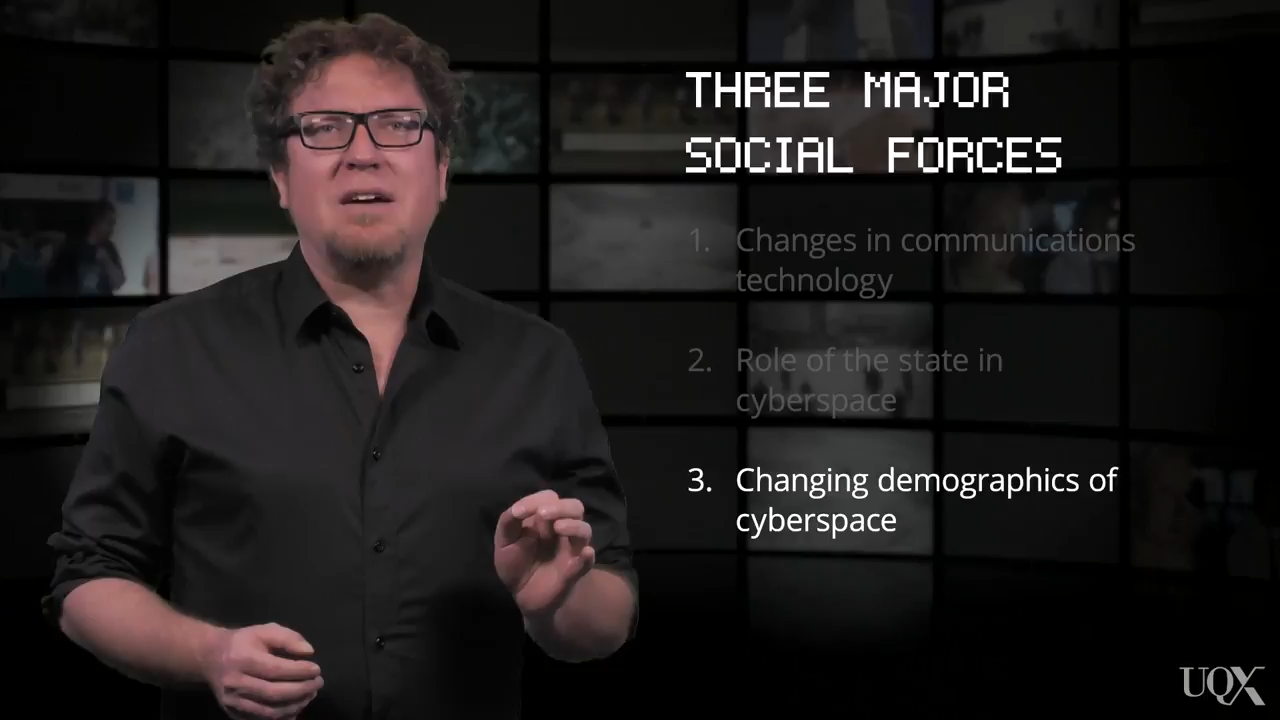 THREE MAJOR
SOCIAL FORCES
1. Changes in communications
technology
2. Role of the state in
cyberspace
3. Changing demographics of
cyberspace
UQX